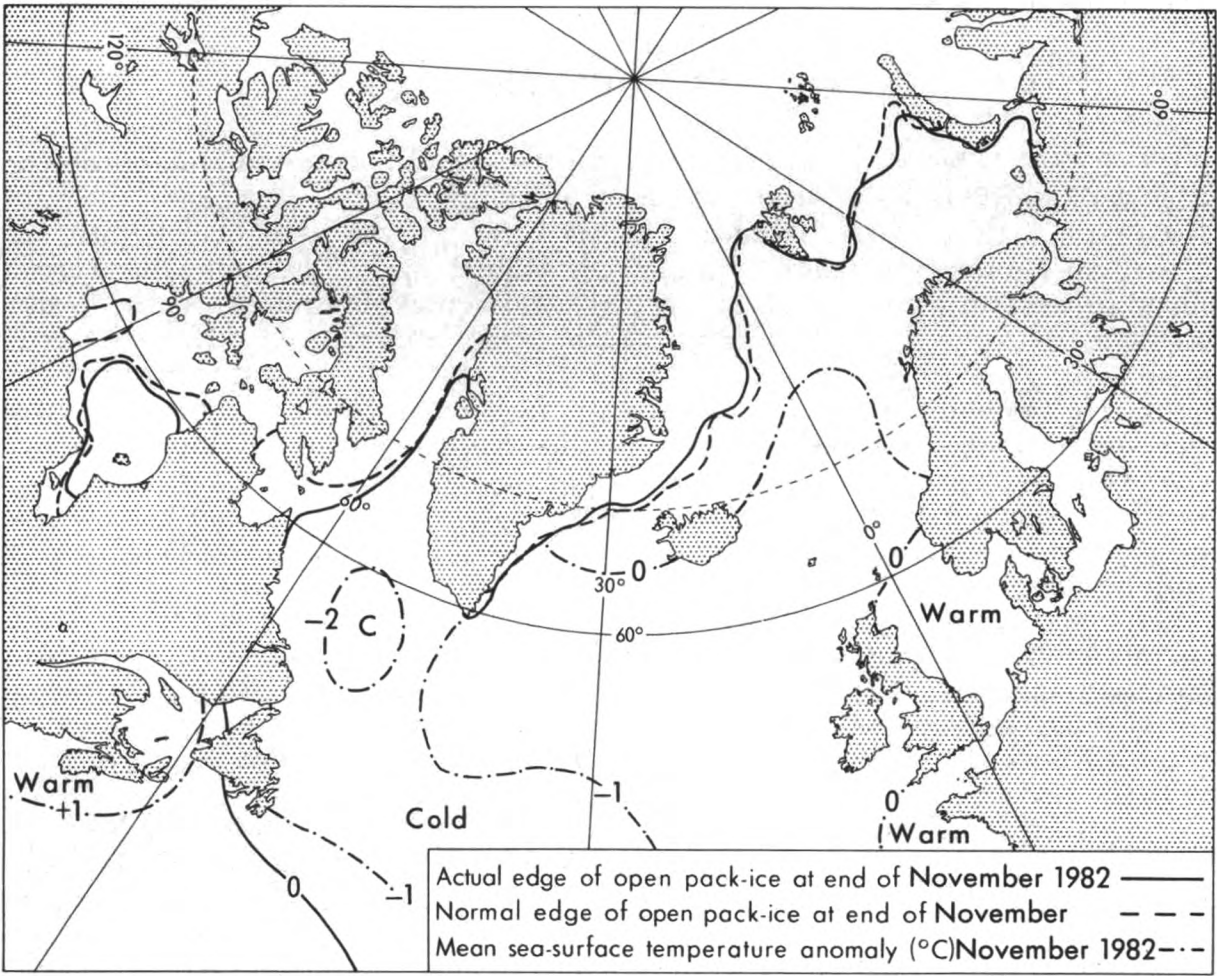 120°
60°
90°
30°
60°
0°
0
0
30°
−2 C
60°
Warm
Warm
+1
−1
0
Cold
Warm
0
−1
Actual edge of open pack-ice at end of November 1982
Normal edge of open pack-ice at end of November
Mean sea-surface temperature anomaly (°C) November 1982